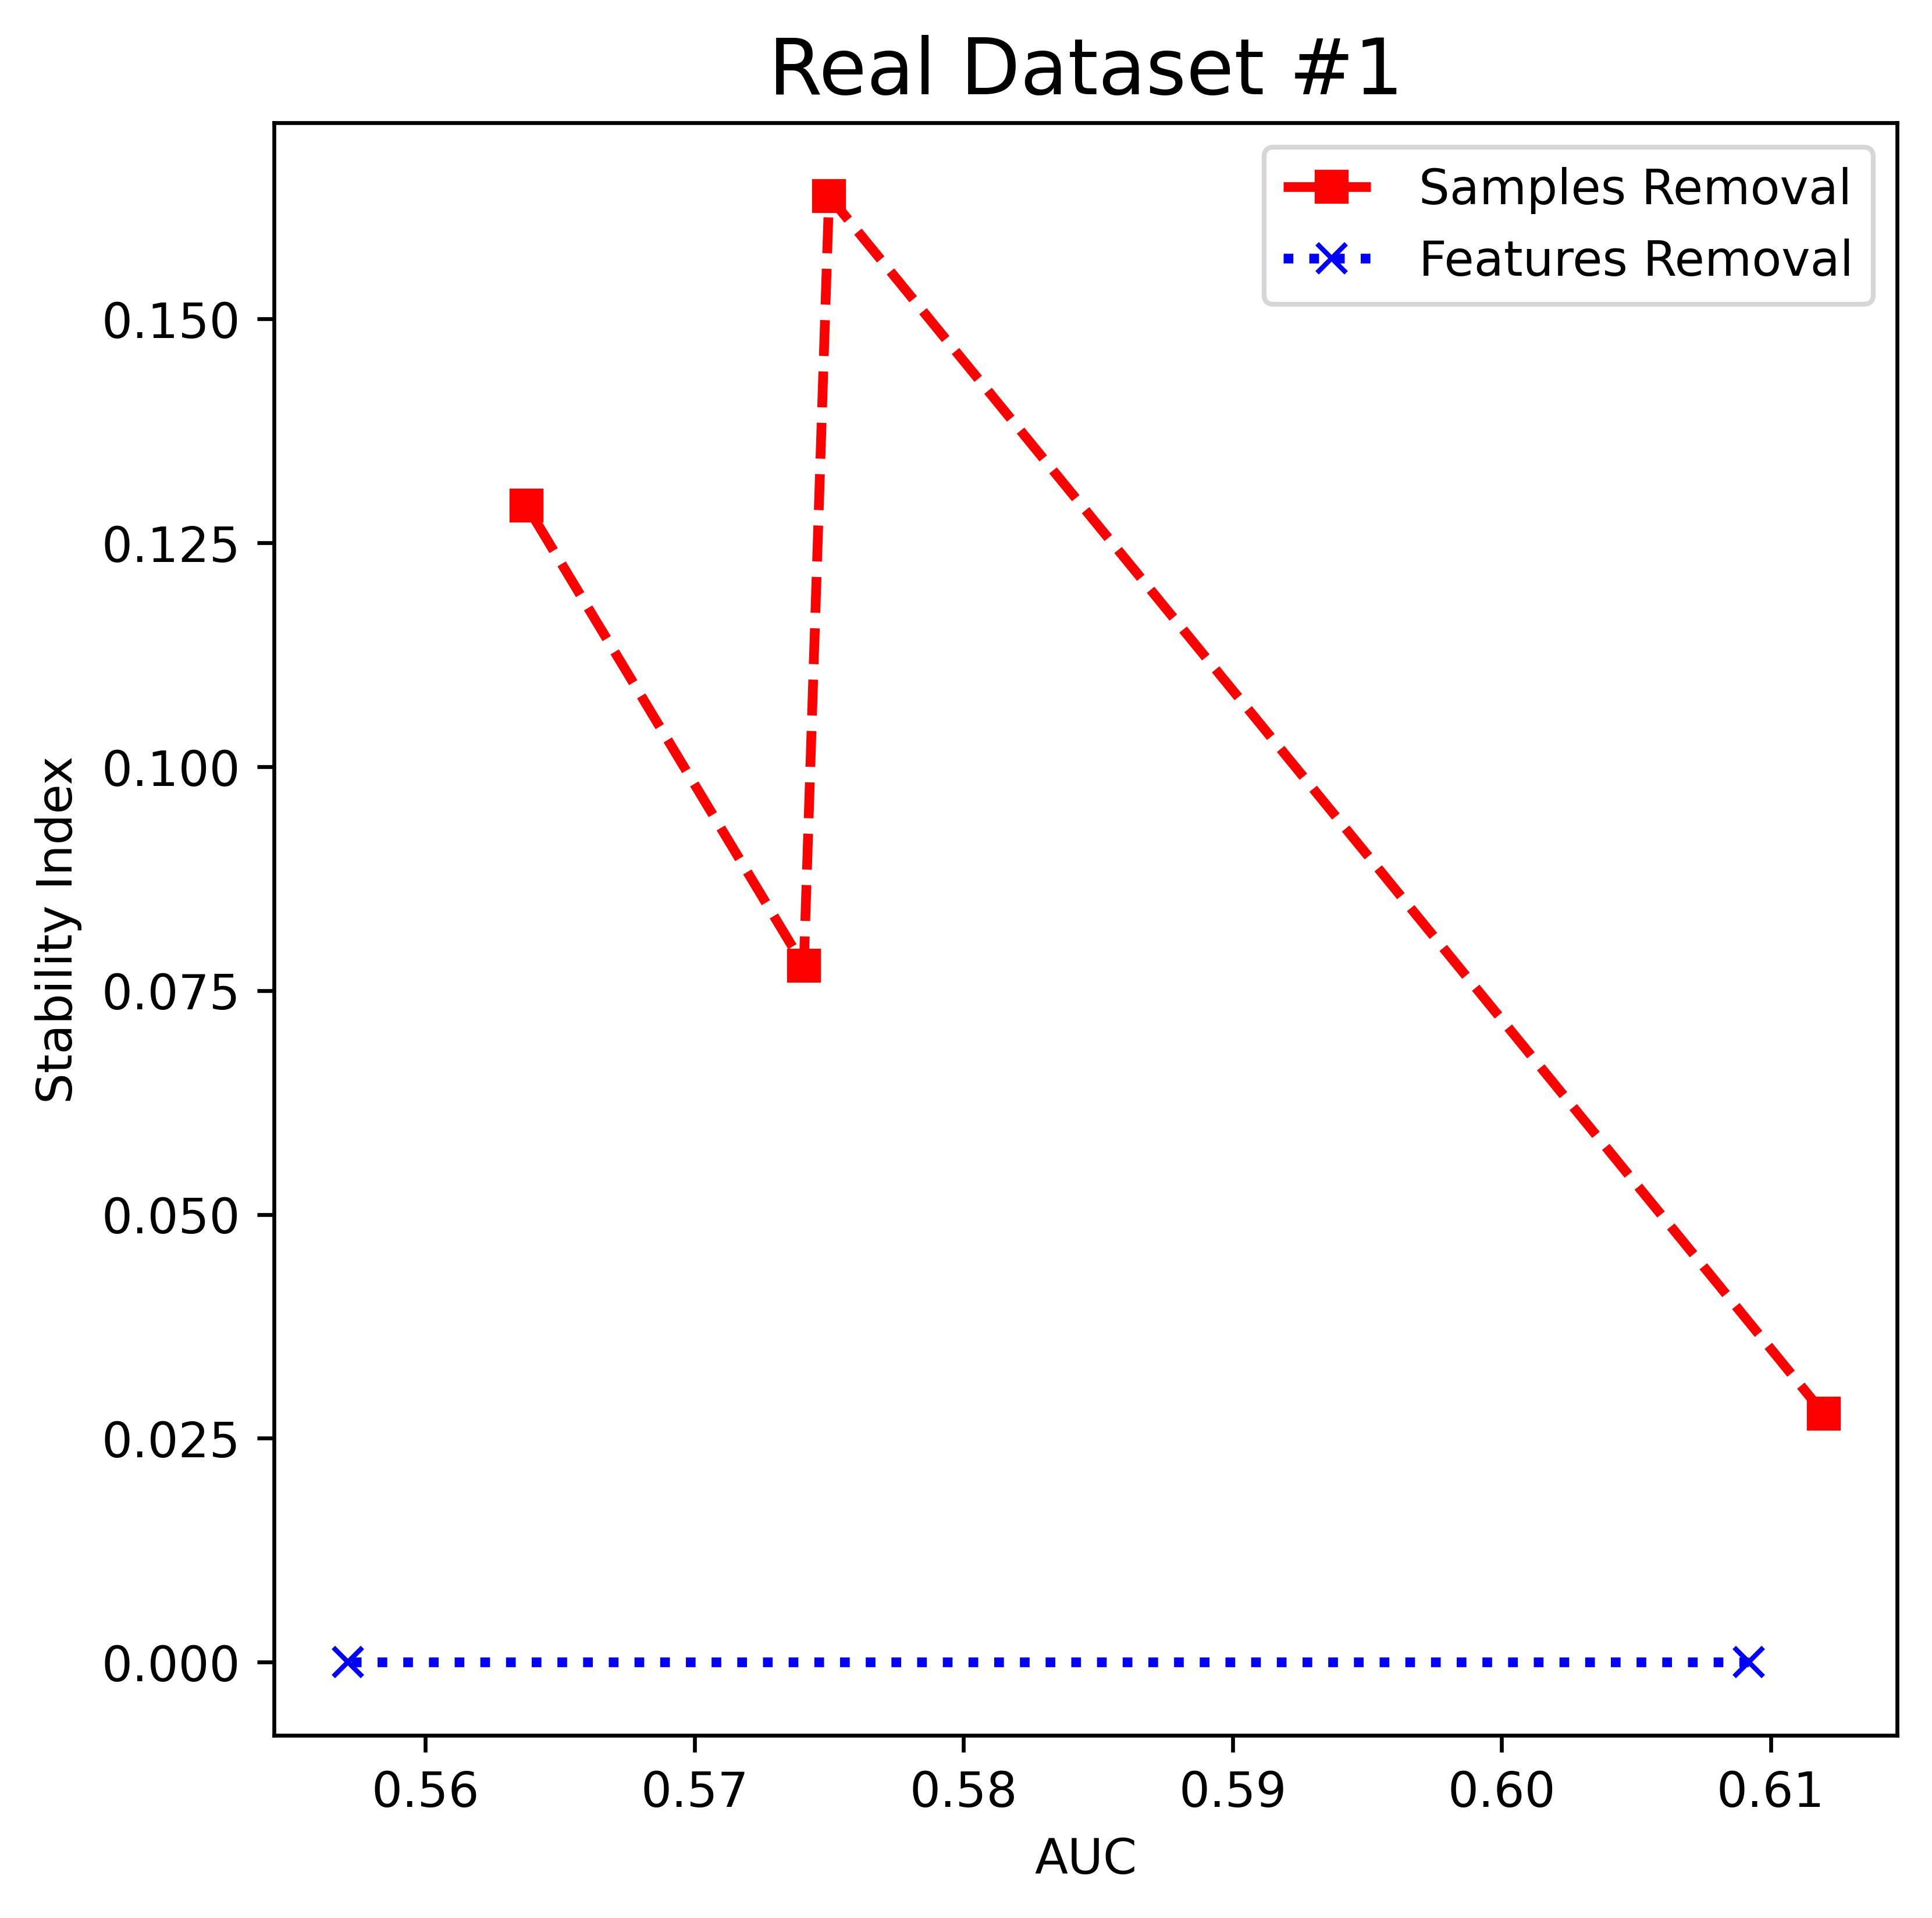 Real Dataset #1
Samples Removal
Features Removal
0.150
0.125
0.100
0.075
0.050
0.025
0.000
Stability Index
0.56
0.57
0.58
0.59
0.60
0.61
AUC